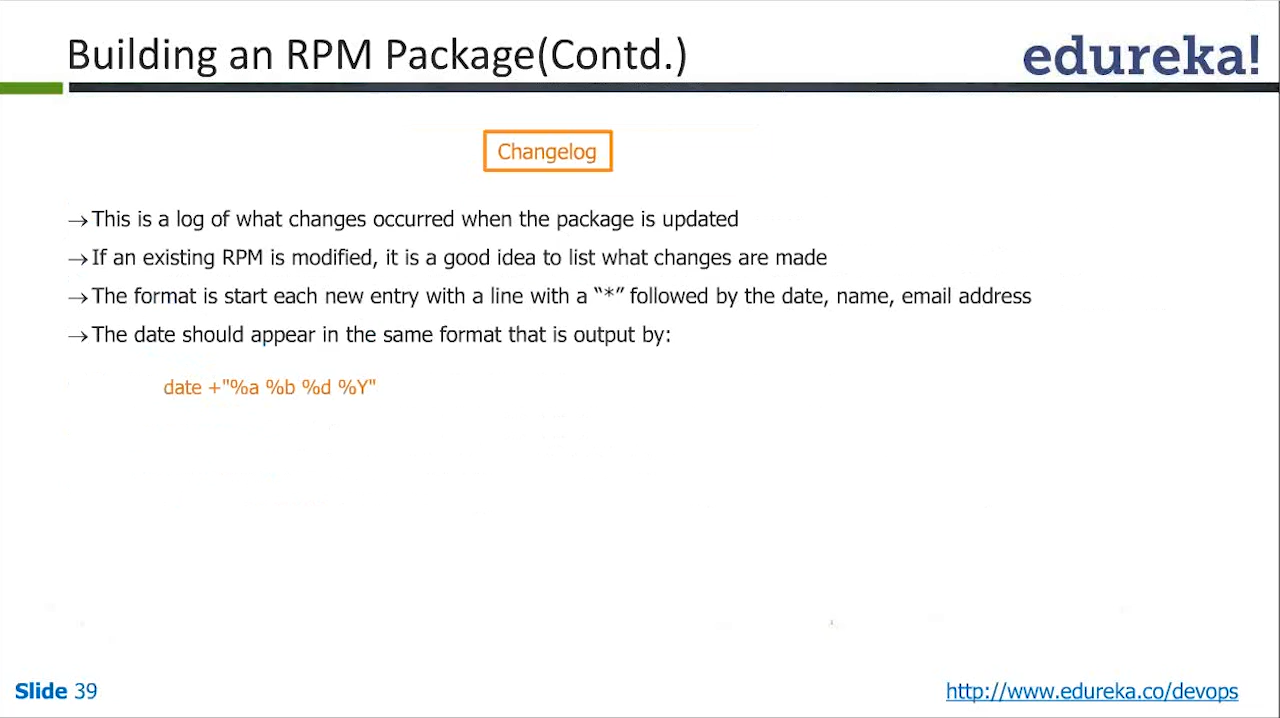 Building an RPM Package(Contd.)
edureka!
Changelog
→This is a log of what changes occurred when the package is updated
→If an existing RPM is modified, it is a good idea to list what changes are made
→The format is start each new entry with a line with a “*” followed by the date, name, email address
→The date should appear in the same format that is output by:
date +"%a %b %d %Y"
Slide 39
http://www.edureka.co/devops